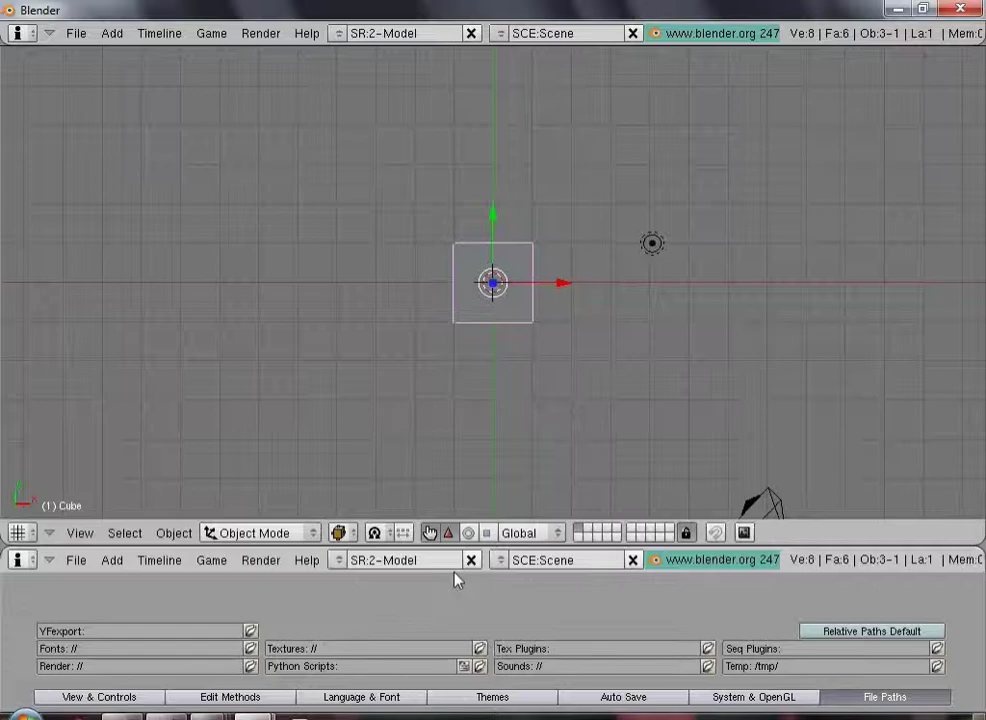 Blender
File Add Timeline Game Render Help SR:2-Model SCE:Scene www.blender.org 247 Ve:8 | Fa:6 | Ob:3-1 | La:1 | Mem:0
(1) Cube
View Select Object Object Mode Global
File Add Timeline Game Render Help SR:2-Model SCE:Scene www.blender.org 247 Ve:8 | Fa:6 | Ob:3-1 | La:1 | Mem:0
YFexport: Relative Paths Default
Fonts: // Textures: // Tex Plugins: Seq Plugins:
Render: // Python Scripts: Sounds: // Temp: /tmp/
View & Controls Edit Methods Language & Font Themes Auto Save System & OpenGL File Paths